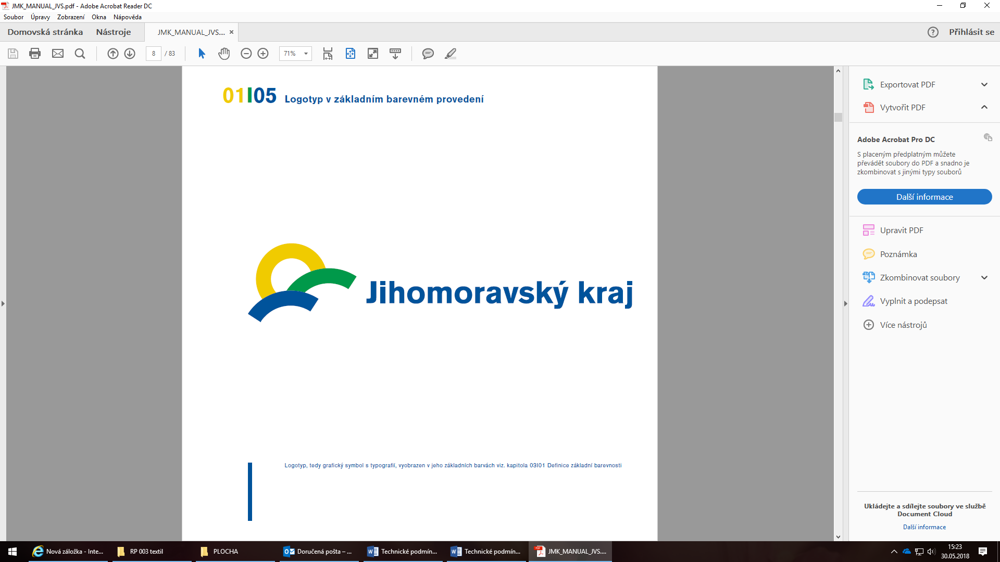 JMK_MANUAL_JVS.pdf - Adobe Acrobat Reader DC
Soubor Úpravy Zobrazení Okna Nápověda
Domovská stránka Nástroje JMK_MANUAL_JVS.... × ? Přihlásit se
8 / 83 71%
01I05 Logotyp v základním barevném provedení
Jihomoravský kraj
Logotyp, tedy grafický symbol s typografií, vyobrazen v jeho základních barvách viz. kapitola 03I01 Definice základní barevnosti
Exportovat PDF
Vytvořit PDF
Adobe Acrobat Pro DC
S placeným předplatným můžete
převádět soubory do PDF a snadno je
zkombinovat s jinými typy souborů
Další informace
Upravit PDF
Poznámka
Zkombinovat soubory
Vyplnit a podepsat
Více nástrojů
Ukládejte a sdílejte soubory ve službě
Document Cloud
Další informace
Nová záložka - Inte... RP 003 textil PLOCHA Doručená pošta – ... Technické podmín... Technické podmín... JMK_MANUAL_JVS....
15:23
30.05.2018